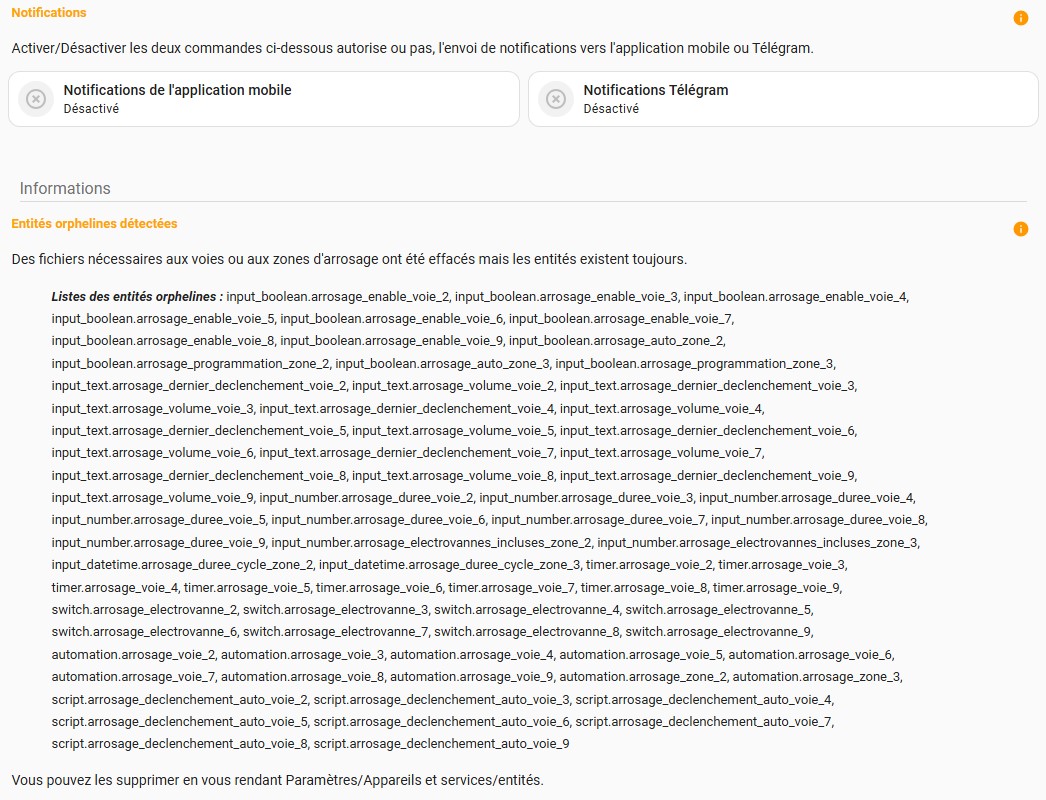 Notifications
Activer/Désactiver les deux commandes ci-dessous autorise ou pas, l'envoi de notifications vers l'application mobile ou Télégram.
Notifications de l'application mobile
Désactivé
Notifications Télégram
Désactivé
Informations
Entités orphelines détectées
Des fichiers nécessaires aux voies ou aux zones d'arrosage ont été effacés mais les entités existent toujours.
Listes des entités orphelines : input_boolean.arrosage_enable_voie_2, input_boolean.arrosage_enable_voie_3, input_boolean.arrosage_enable_voie_4,
input_boolean.arrosage_enable_voie_5, input_boolean.arrosage_enable_voie_6, input_boolean.arrosage_enable_voie_7,
input_boolean.arrosage_enable_voie_8, input_boolean.arrosage_enable_voie_9, input_boolean.arrosage_auto_zone_2,
input_boolean.arrosage_programmation_zone_2, input_boolean.arrosage_auto_zone_3, input_boolean.arrosage_programmation_zone_3,
input_text.arrosage_dernier_declenchement_voie_2, input_text.arrosage_volume_voie_2, input_text.arrosage_dernier_declenchement_voie_3,
input_text.arrosage_volume_voie_3, input_text.arrosage_dernier_declenchement_voie_4, input_text.arrosage_volume_voie_4,
input_text.arrosage_dernier_declenchement_voie_5, input_text.arrosage_volume_voie_5, input_text.arrosage_dernier_declenchement_voie_6,
input_text.arrosage_volume_voie_6, input_text.arrosage_dernier_declenchement_voie_7, input_text.arrosage_volume_voie_7,
input_text.arrosage_dernier_declenchement_voie_8, input_text.arrosage_volume_voie_8, input_text.arrosage_dernier_declenchement_voie_9,
input_text.arrosage_volume_voie_9, input_number.arrosage_duree_voie_2, input_number.arrosage_duree_voie_3, input_number.arrosage_duree_voie_4,
input_number.arrosage_duree_voie_5, input_number.arrosage_duree_voie_6, input_number.arrosage_duree_voie_7, input_number.arrosage_duree_voie_8,
input_number.arrosage_duree_voie_9, input_number.arrosage_electrovannes_incluses_zone_2, input_number.arrosage_electrovannes_incluses_zone_3,
input_datetime.arrosage_duree_cycle_zone_2, input_datetime.arrosage_duree_cycle_zone_3, timer.arrosage_voie_2, timer.arrosage_voie_3,
timer.arrosage_voie_4, timer.arrosage_voie_5, timer.arrosage_voie_6, timer.arrosage_voie_7, timer.arrosage_voie_8, timer.arrosage_voie_9,
switch.arrosage_electrovanne_2, switch.arrosage_electrovanne_3, switch.arrosage_electrovanne_4, switch.arrosage_electrovanne_5,
switch.arrosage_electrovanne_6, switch.arrosage_electrovanne_7, switch.arrosage_electrovanne_8, switch.arrosage_electrovanne_9,
automation.arrosage_voie_2, automation.arrosage_voie_3, automation.arrosage_voie_4, automation.arrosage_voie_5, automation.arrosage_voie_6,
automation.arrosage_voie_7, automation.arrosage_voie_8, automation.arrosage_voie_9, automation.arrosage_zone_2, automation.arrosage_zone_3,
script.arrosage_declenchement_auto_voie_2, script.arrosage_declenchement_auto_voie_3, script.arrosage_declenchement_auto_voie_4,
script.arrosage_declenchement_auto_voie_5, script.arrosage_declenchement_auto_voie_6, script.arrosage_declenchement_auto_voie_7,
script.arrosage_declenchement_auto_voie_8, script.arrosage_declenchement_auto_voie_9
Vous pouvez les supprimer en vous rendant Paramètres/Appareils et services/entités.